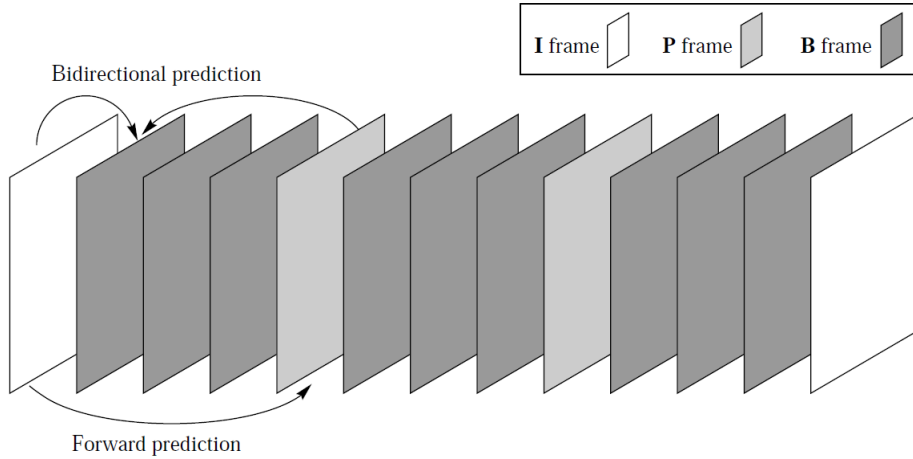 I frame
P frame
B frame
Bidirectional prediction
Forward prediction